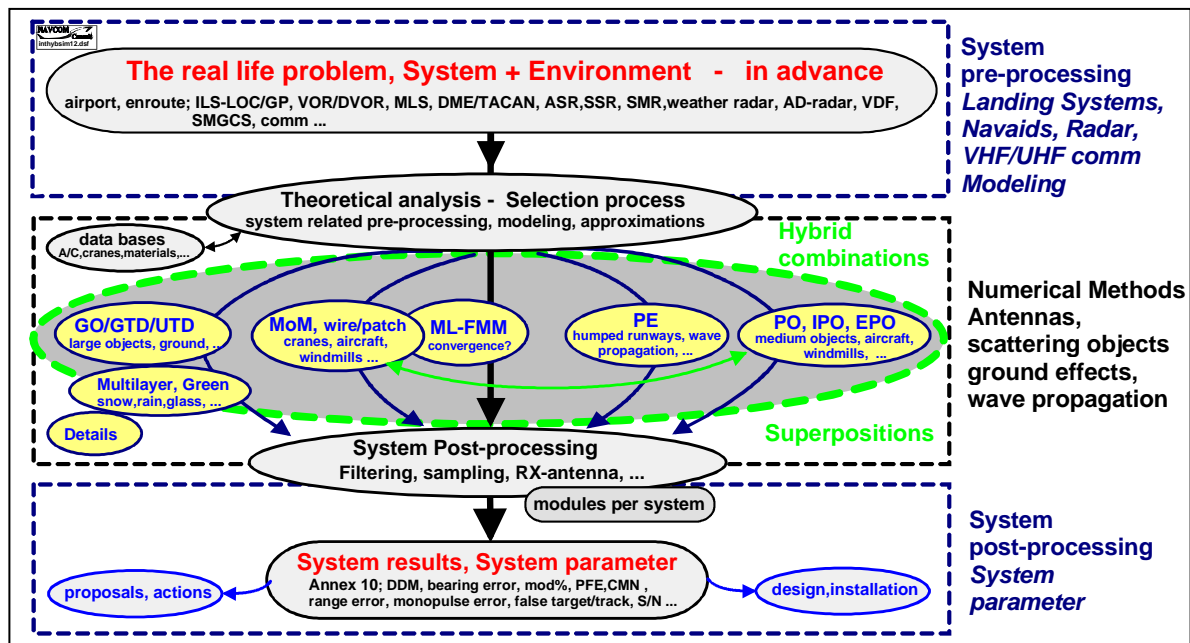 NAVCOM
inthybsim12.dsf
The real life problem, System + Environment - in advance
airport, enroute; ILS-LOC/GP, VOR/DVOR, MLS, DME/TACAN, ASR,SSR, SMR,weather radar, AD-radar, VDF,
SMGCS, comm ...
System
pre-processing
Landing Systems,
Navaids, Radar,
VHF/UHF comm
Modeling
Theoretical analysis - Selection process
system related pre-processing, modeling, approximations
data bases
A/C,cranes,materials,...
Hybrid
combinations
GO/GTD/UTD
large objects, ground, ...
MoM, wire/patch
cranes, aircraft,
windmills ...
ML-FMM
convergence?
PE
humped runways, wave
propagation, ...
PO, IPO, EPO
medium objects, aircraft,
windmills, ...
Multilayer, Green
snow,rain,glass, ...
Details
Superpositions
Numerical Methods
Antennas,
scattering objects
ground effects,
wave propagation
System Post-processing
Filtering, sampling, RX-antenna, ...
modules per system
System results, System parameter
Annex 10; DDM, bearing error, mod%, PFE,CMN ,
range error, monopulse error, false target/track, S/N ...
proposals, actions
design,installation
System
post-processing
System
parameter